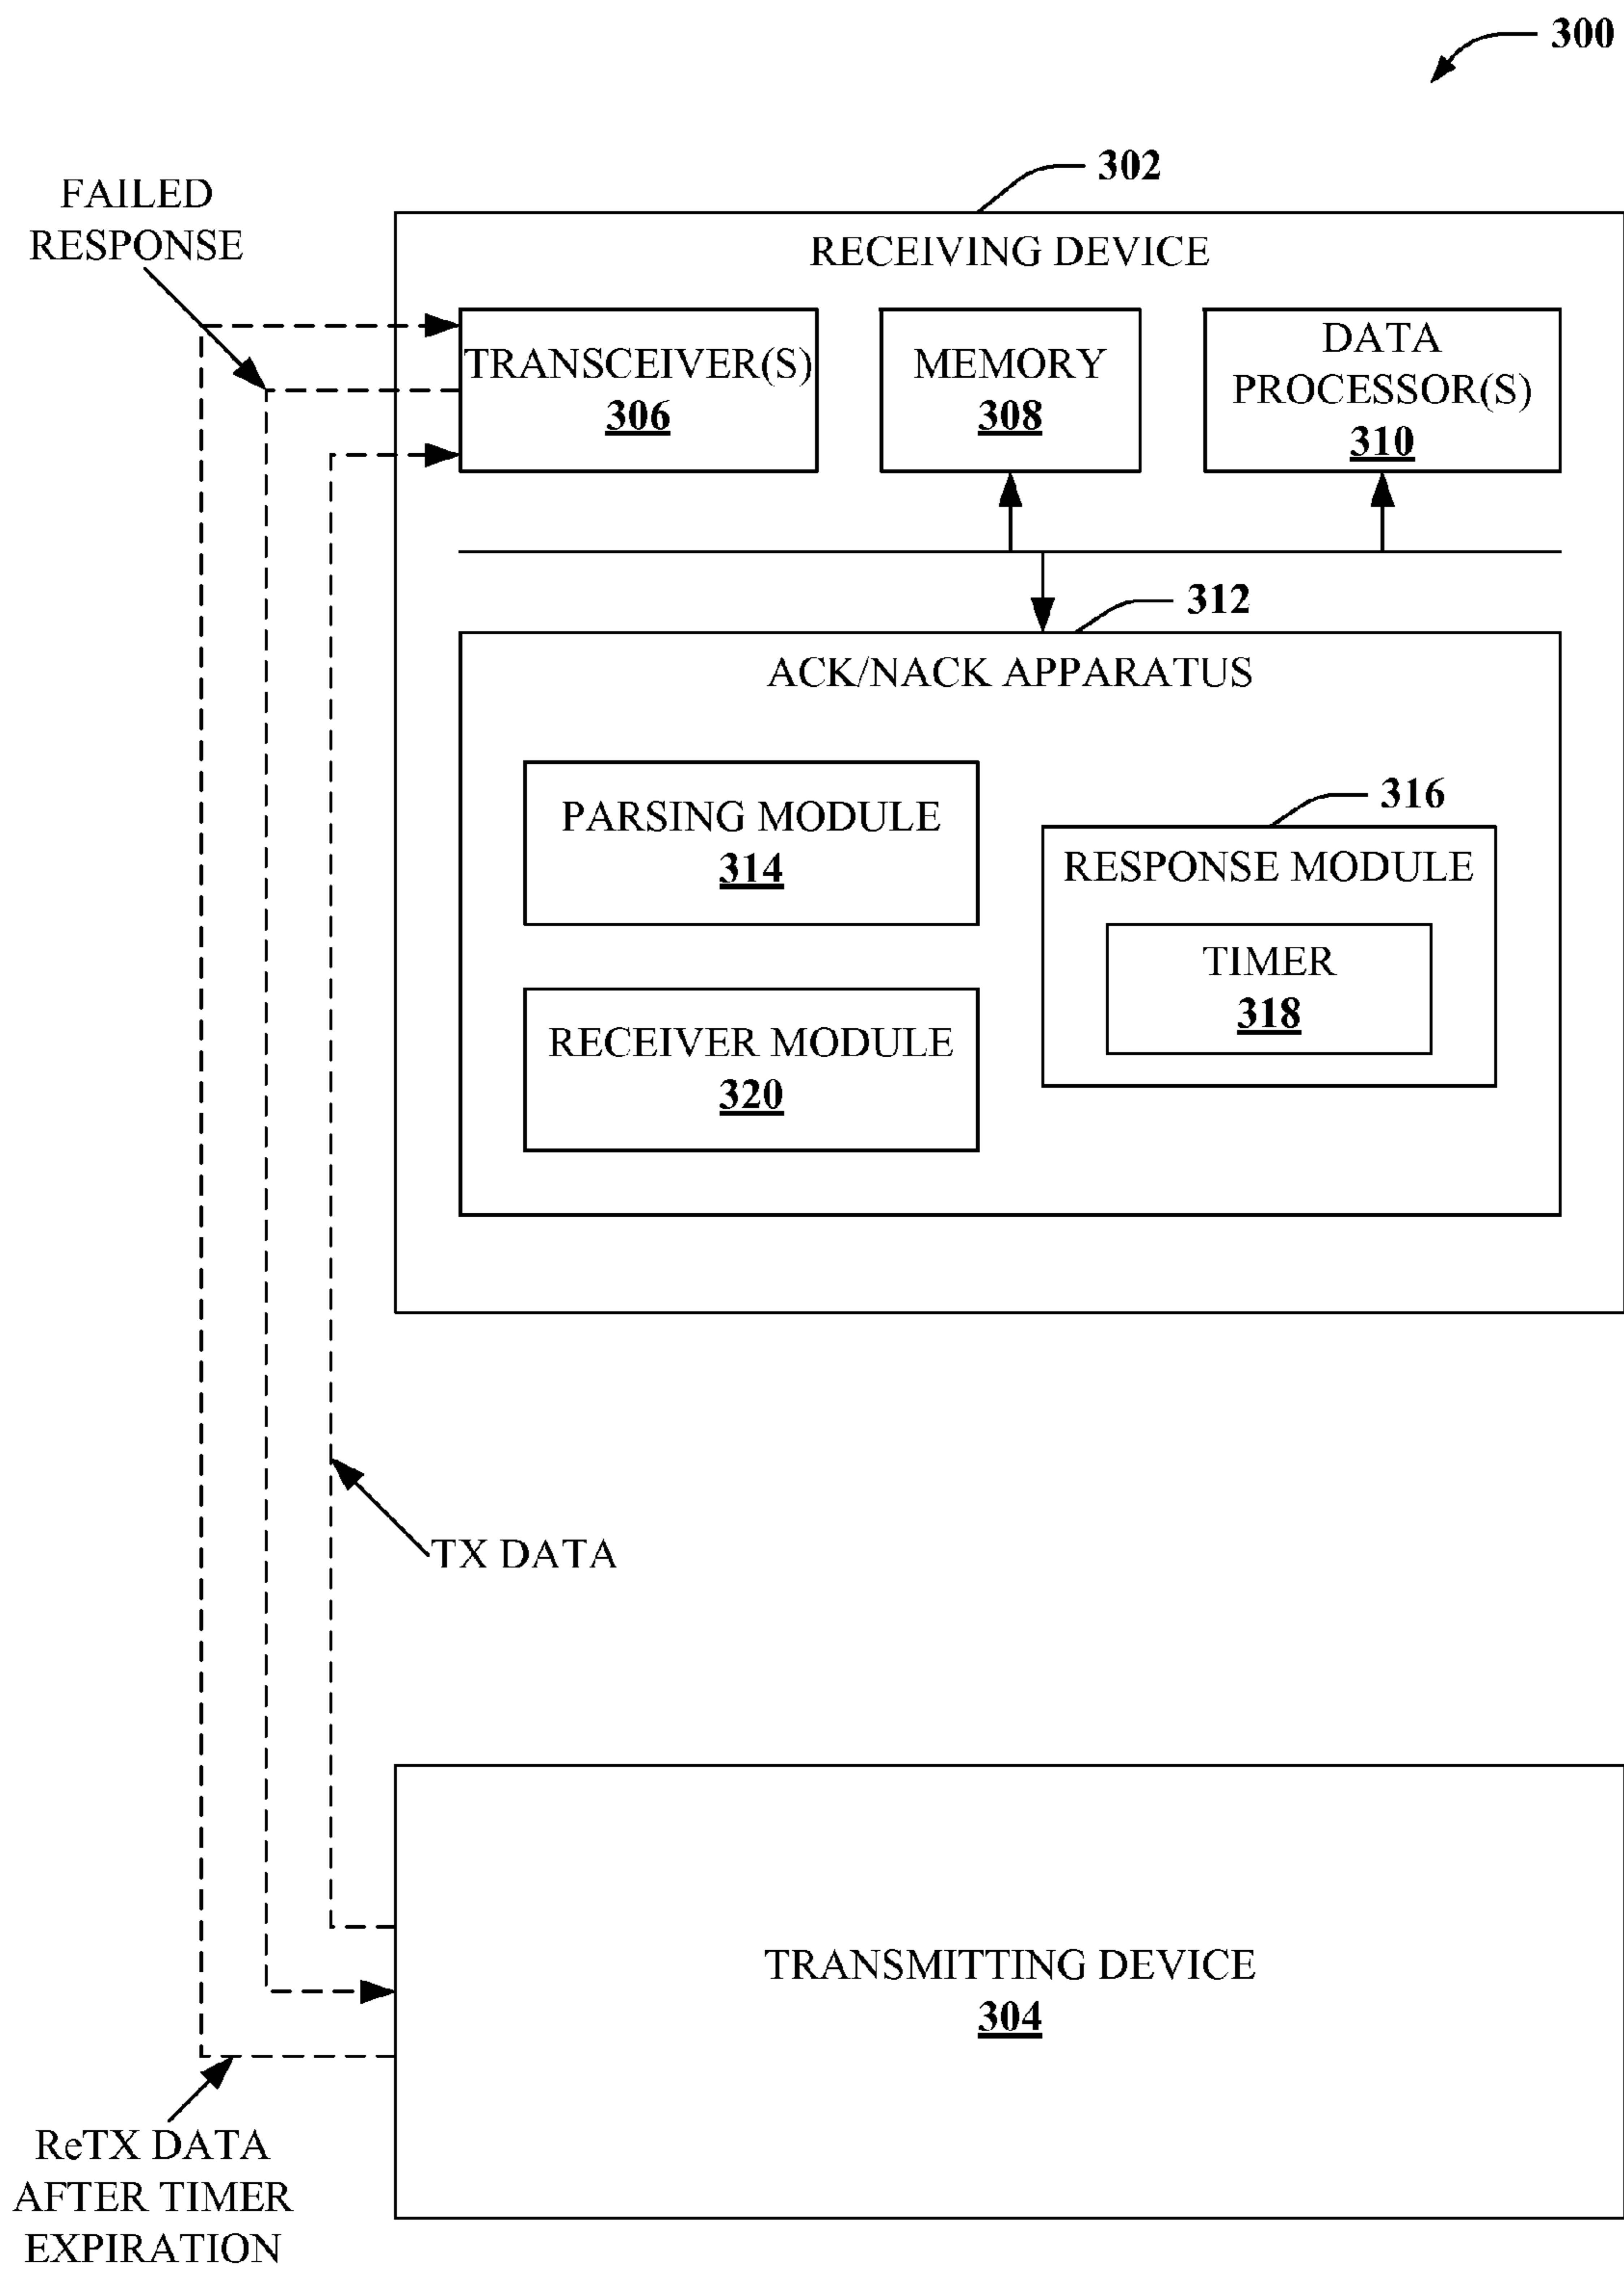 300
302
FAILED
RESPONSE
RECEIVING DEVICE
TRANSCEIVER(S)
306
MEMORY
308
DATA
PROCESSOR(S)
310
312
ACK/NACK APPARATUS
PARSING MODULE
314
316
RESPONSE MODULE
TIMER
318
RECEIVER MODULE
320
TX DATA
TRANSMITTING DEVICE
304
ReTX DATA
AFTER TIMER
EXPIRATION